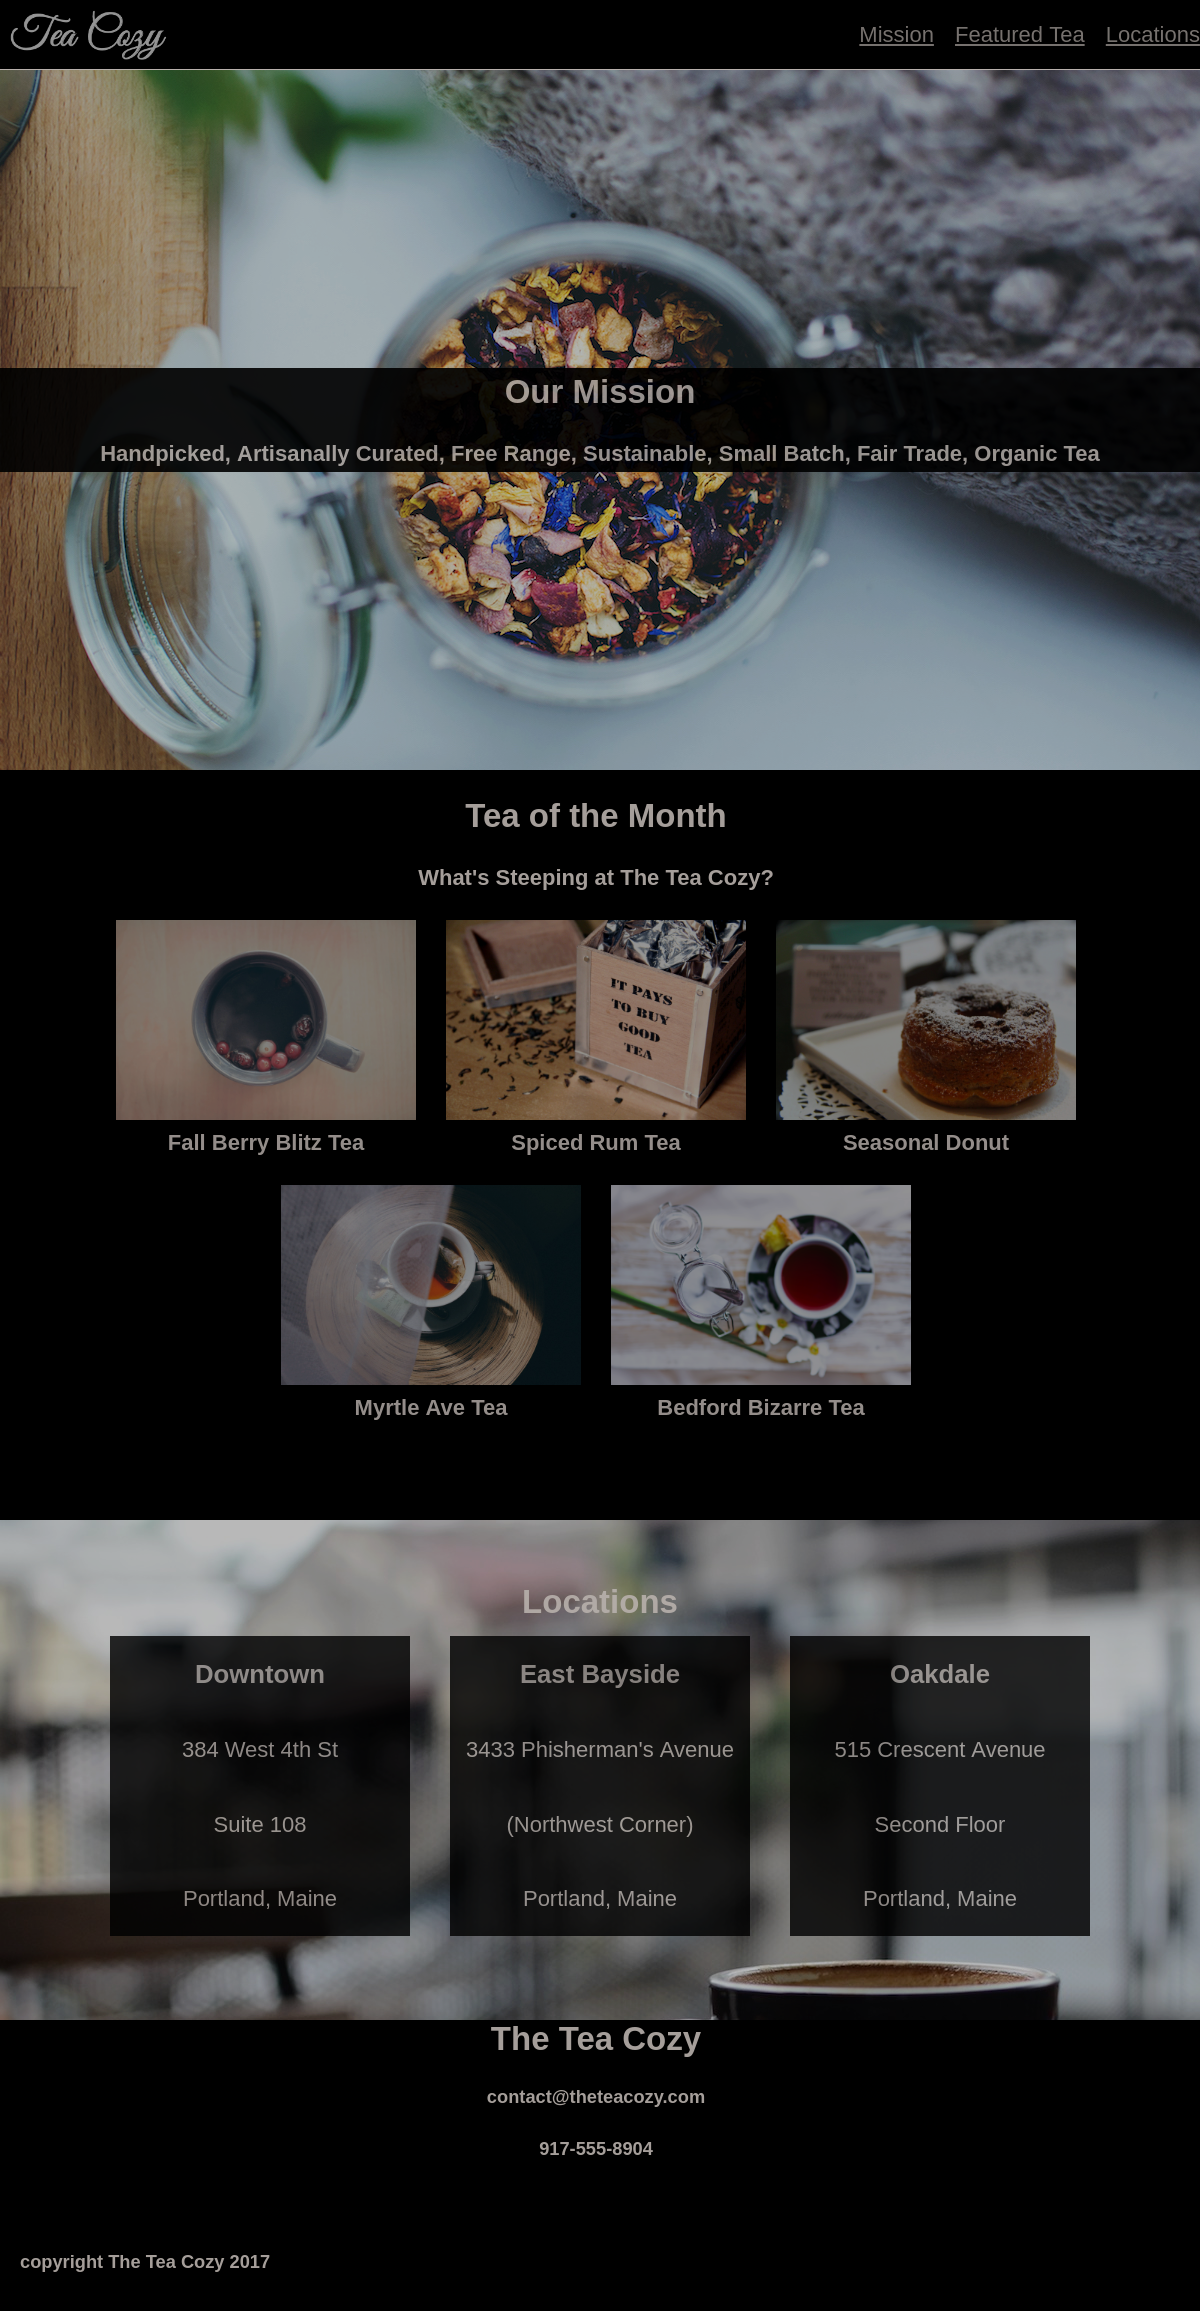 Tea Cozy
Mission Featured Tea Locations
Our Mission
Handpicked, Artisanally Curated, Free Range, Sustainable, Small Batch, Fair Trade, Organic Tea
Tea of the Month
What's Steeping at The Tea Cozy?
IT PAYS
TO BUY
GOOD
TEA
Fall Berry Blitz Tea
Spiced Rum Tea
Seasonal Donut
Myrtle Ave Tea
Bedford Bizarre Tea
Locations
Downtown
384 West 4th St
Suite 108
Portland, Maine
East Bayside
3433 Phisherman's Avenue
(Northwest Corner)
Portland, Maine
Oakdale
515 Crescent Avenue
Second Floor
Portland, Maine
The Tea Cozy
contact@theteacozy.com
917-555-8904
copyright The Tea Cozy 2017